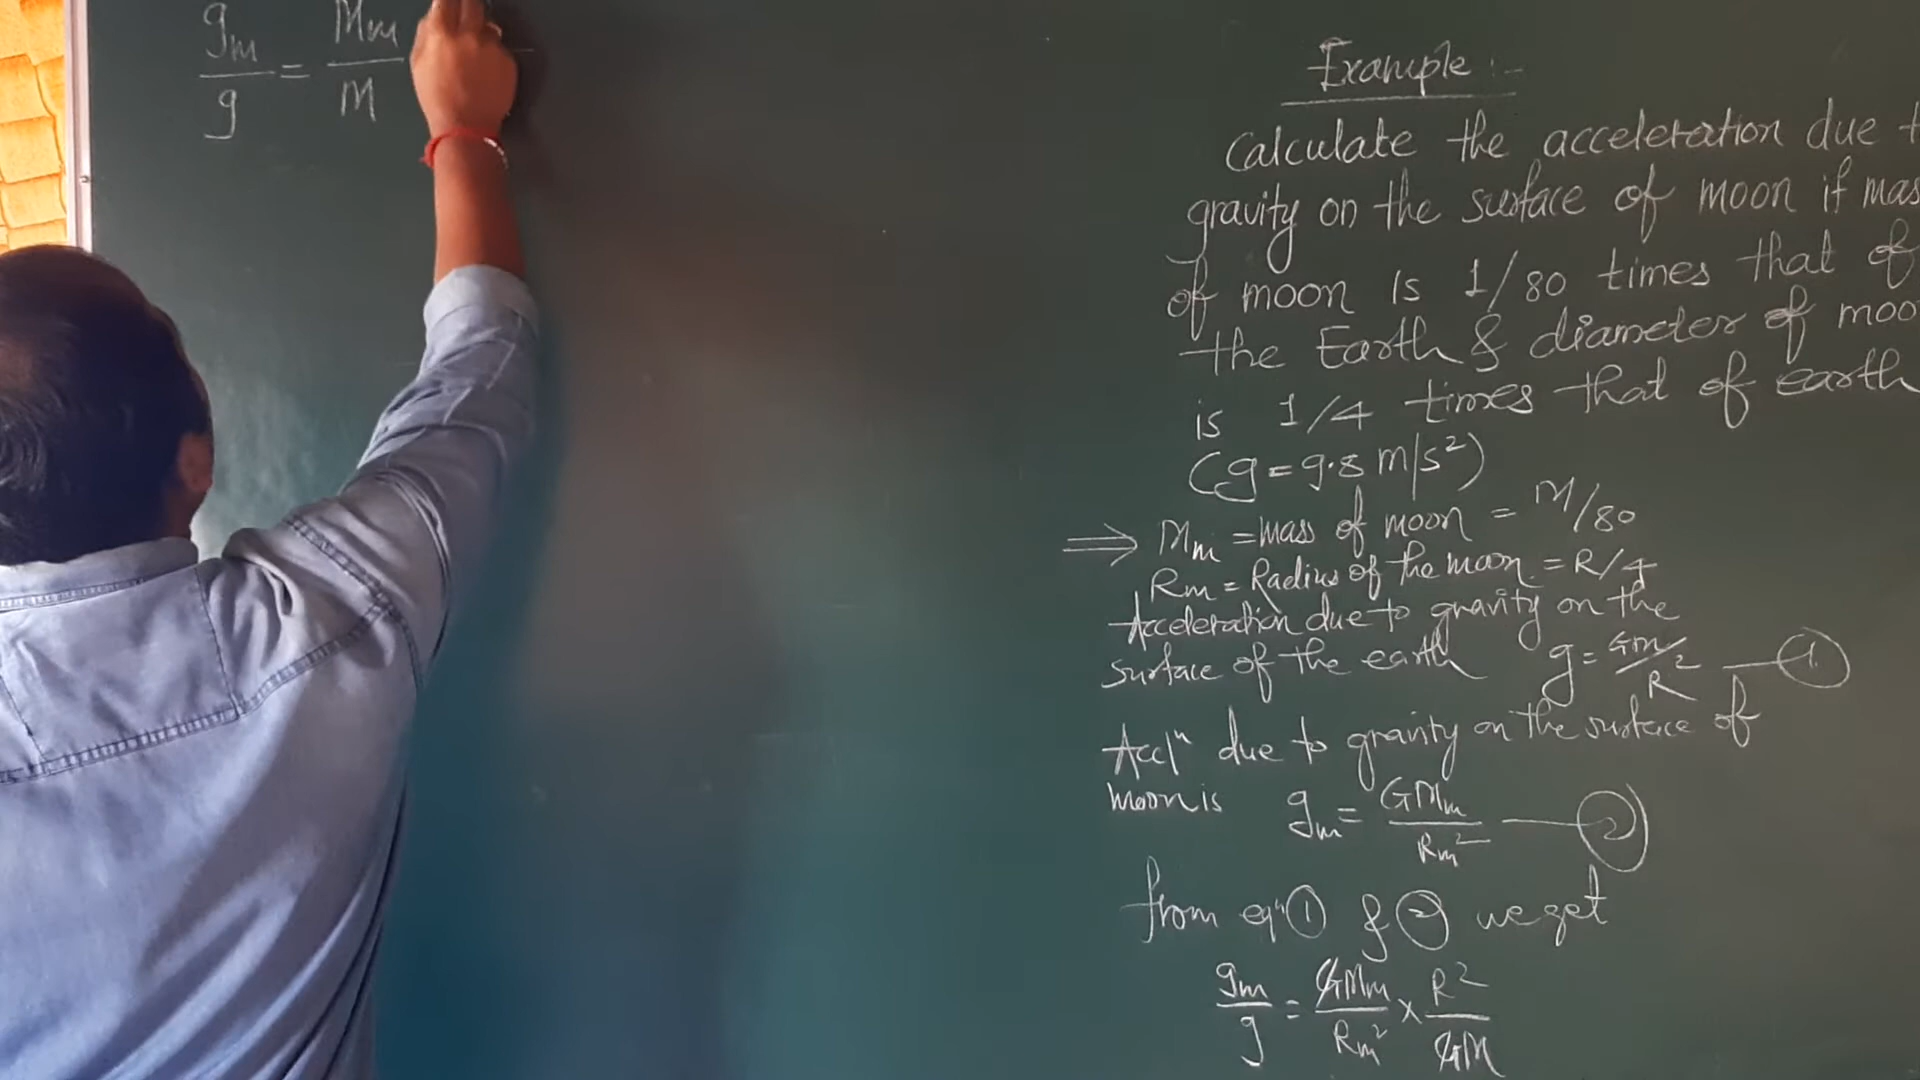 gm/g = Mm/M
Example :-
Calculate the acceleration due t
gravity on the surface of moon if mas
of moon is 1/80 times that of
the Earth & diameter of moo
is 1/4 times that of earth
(g = 9.8 m/s²)
⇒ Mm = mass of moon = M/80
Rm = Radius of the moon = R/4
Acceleration due to gravity on the
surface of the earth g = GM/R² — ①
Accⁿ due to gravity on the surface of
moon is gm = GMm/Rm² — ②
from eqⁿ ① & ② we get
gm/g = GMm/Rm² × R²/GM